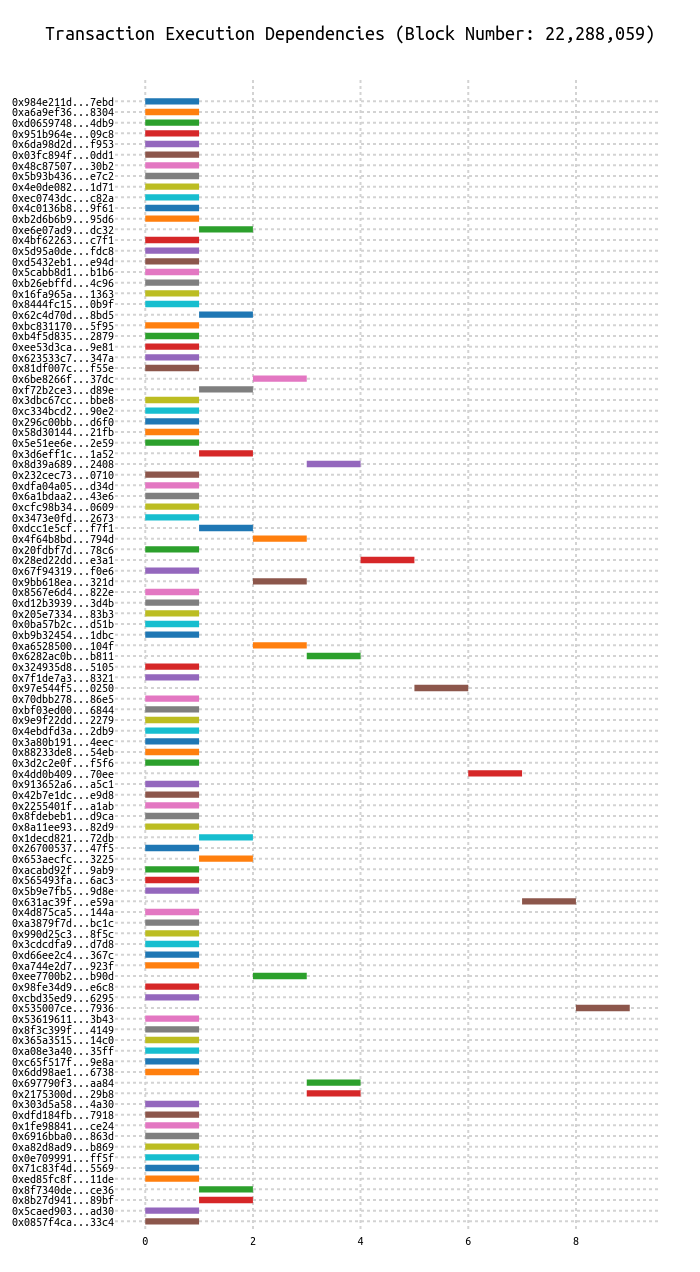 Transaction Execution Dependencies (Block Number: 22,288,059)
0x984e211d...7ebd
0xa6a9ef36...8304
0xd0659748...4db9
0x951b964e...09c8
0x6da98d2d...f953
0x03fc894f...0dd1
0x48c87507...30b2
0x5b93b436...e7c2
0x4e0de082...1d71
0xec0743dc...c82a
0x4c0136b8...9f61
0xb2d6b6b9...95d6
0xe6e07ad9...dc32
0x4bf62263...c7f1
0x5d95a0de...fdc8
0xd5432eb1...e94d
0x5cabb8d1...b1b6
0xb26ebffd...4c96
0x16fa965a...1363
0x8444fc15...0b9f
0x62c4d70d...8bd5
0xbc831170...5f95
0xb4f5d835...2879
0xee53d3ca...9e81
0x623533c7...347a
0x81df007c...f55e
0x6be8266f...37dc
0xf72b2ce3...d89e
0x3dbc67cc...bbe8
0xc334bcd2...90e2
0x296c00bb...d6f0
0x58d30144...21fb
0x5e51ee6e...2e59
0x3d6eff1c...1a52
0x8d39a689...2408
0x232cec73...0710
0xdfa04a05...d34d
0x6a1bdaa2...43e6
0xcfc98b34...0609
0x3473e0fd...2673
0xdcc1e5cf...f7f1
0x4f64b8bd...794d
0x20fdbf7d...78c6
0x28ed22dd...e3a1
0x67f94319...f0e6
0x9bb618ea...321d
0x8567e6d4...822e
0xd12b3939...3d4b
0x205e7334...83b3
0x0ba57b2c...d51b
0xb9b32454...1dbc
0xa6528500...104f
0x6282ac0b...b811
0x324935d8...5105
0x7f1de7a3...8321
0x97e544f5...0250
0x70dbb278...86e5
0xbf03ed00...6844
0x9e9f22dd...2279
0x4ebdfd3a...2db9
0x3a80b191...4eec
0x88233de8...54eb
0x3d2c2e0f...f5f6
0x4dd0b409...70ee
0x913652a6...a5c1
0x42b7e1dc...e9d8
0x2255401f...a1ab
0x8fdebeb1...d9ca
0x8a11ee93...82d9
0x1decd821...72db
0x26700537...47f5
0x653aecfc...3225
0xacabd92f...9ab9
0x565493fa...6ac3
0x5b9e7fb5...9d8e
0x631ac39f...e59a
0x4d875ca5...144a
0xa3879f7d...bc1c
0x990d25c3...8f5c
0x3cdcdfa9...d7d8
0xd66ee2c4...367c
0xa744e2d7...923f
0xee7700b2...b90d
0x98fe34d9...e6c8
0xcbd35ed9...6295
0x535007ce...7936
0x53619611...3b43
0x8f3c399f...4149
0x365a3515...14c0
0xa08e3a40...35ff
0xc65f517f...9e8a
0x6dd98ae1...6738
0x697790f3...aa84
0x2175300d...29b8
0x303d5a58...4a30
0xdfd184fb...7918
0x1fe98841...ce24
0x6916bba0...863d
0xa82d8ad9...b869
0x0e709991...ff5f
0x71c83f4d...5569
0xed85fc8f...11de
0x8f7340de...ce36
0x8b27d941...89bf
0x5caed903...ad30
0x0857f4ca...33c4
0 2 4 6 8